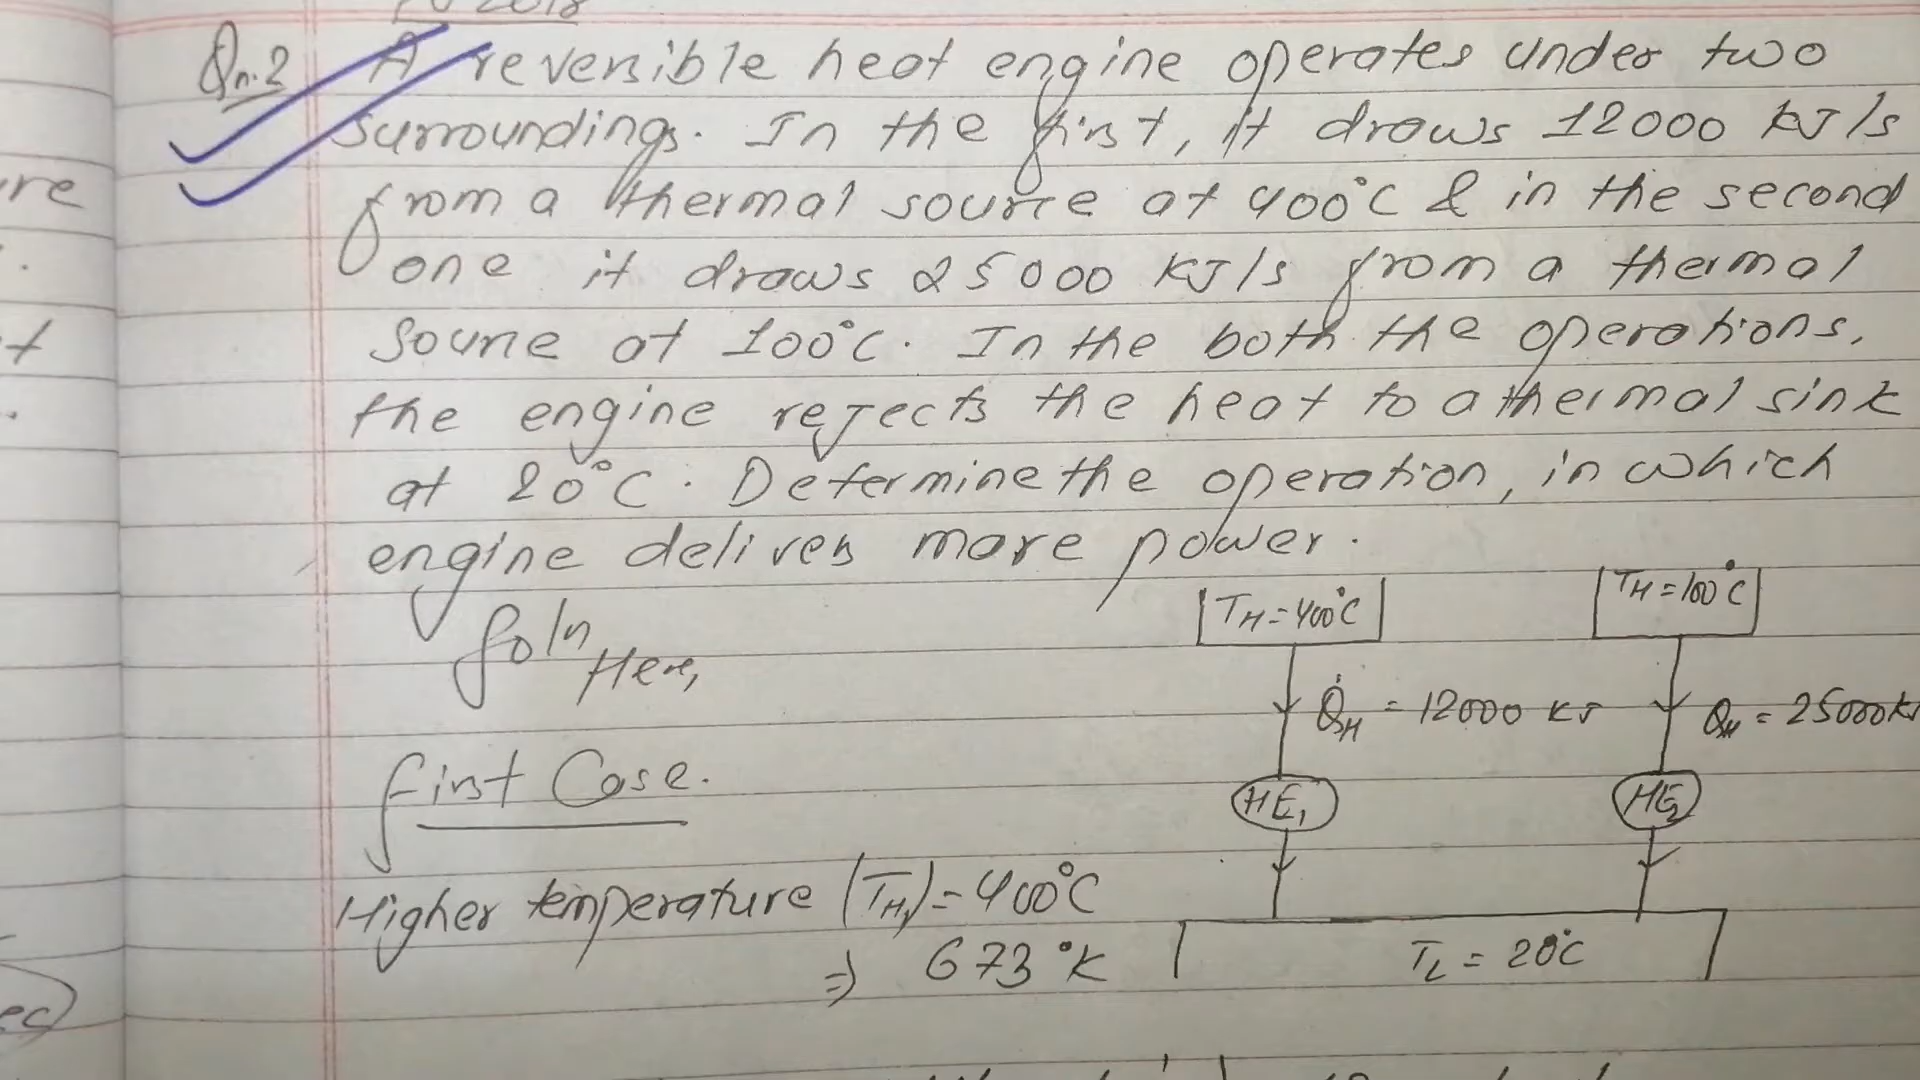 2018
Qn.2 A reversible heat engine operates under two
surroundings. In the first, it draws 12000 KJ/s
from a thermal source at 400°C & in the second
one it draws 25000 KJ/s from a thermal
source at 100°C. In the both the operations,
the engine rejects the heat to a thermal sink
at 20°C. Determine the operation, in which
engine delivers more power.
Soln Here,
TH = 400°C
TH = 100°C
Q̇H = 12000 KJ
QH = 25000 KJ
First Case.
HE1
HE2
Higher temperature (TH1) = 400°C
⇒ 673 °K
TL = 20°C
re